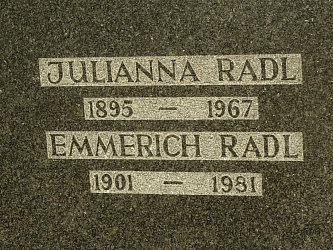 JULIANNA RADL
1895 — 1967
EMMERICH RADL
1901 — 1981